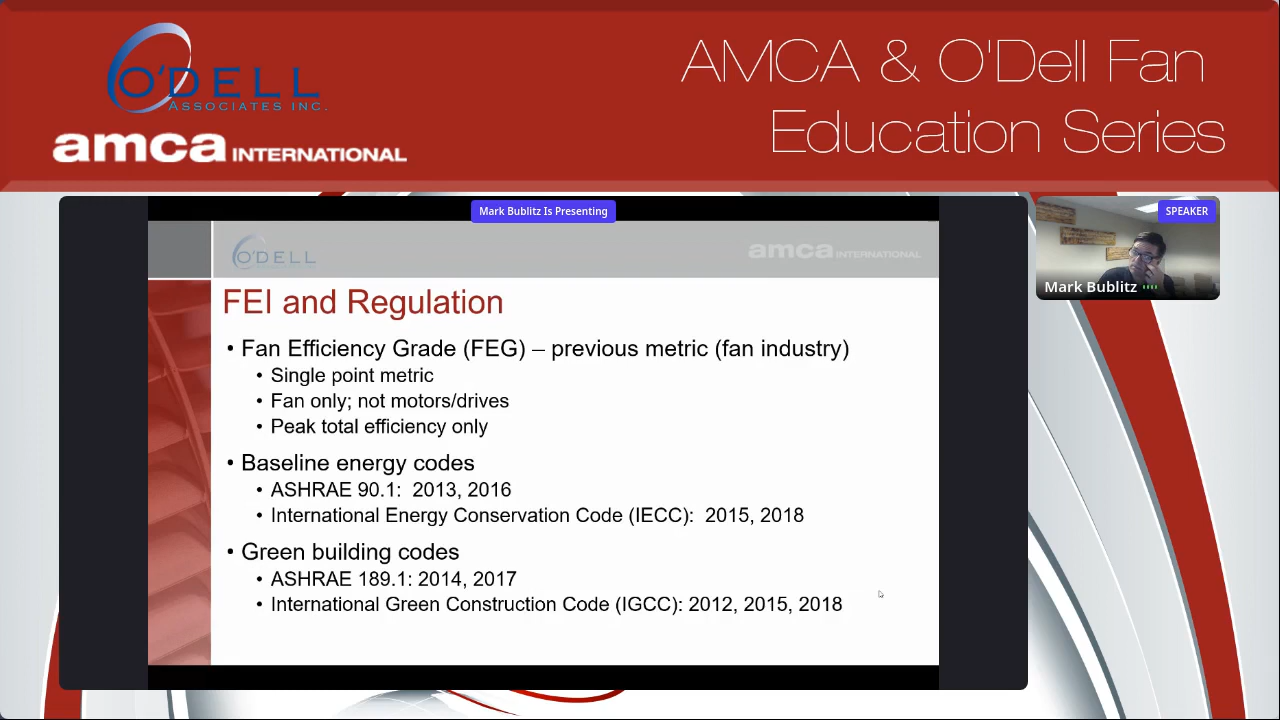 O'DELL
ASSOCIATES INC.
amca INTERNATIONAL
AMCA & O'Dell Fan
Education Series
Mark Bublitz Is Presenting
SPEAKER
Mark Bublitz
O'DELL
amca INTERNATIONAL
FEI and Regulation
• Fan Efficiency Grade (FEG) – previous metric (fan industry)
• Single point metric
• Fan only; not motors/drives
• Peak total efficiency only
• Baseline energy codes
• ASHRAE 90.1: 2013, 2016
• International Energy Conservation Code (IECC): 2015, 2018
• Green building codes
• ASHRAE 189.1: 2014, 2017
• International Green Construction Code (IGCC): 2012, 2015, 2018